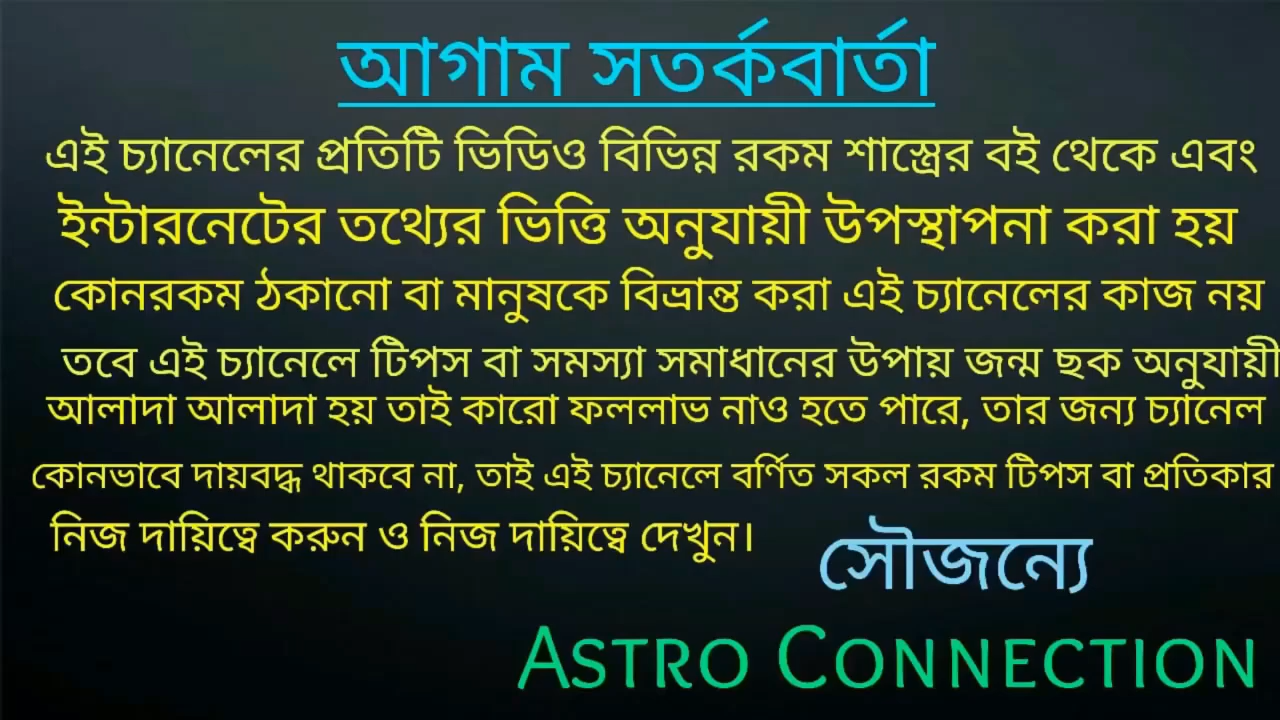 আগাম সতর্কবার্তা
এই চ্যানেলের প্রতিটি ভিডিও বিভিন্ন রকম শাস্ত্রের বই থেকে এবং
ইন্টারনেটের তথ্যের ভিত্তি অনুযায়ী উপস্থাপনা করা হয়
কোনরকম ঠকানো বা মানুষকে বিভ্রান্ত করা এই চ্যানেলের কাজ নয়
তবে এই চ্যানেলে টিপস বা সমস্যা সমাধানের উপায় জন্ম ছক অনুযায়ী
আলাদা আলাদা হয় তাই কারো ফললাভ নাও হতে পারে, তার জন্য চ্যানেল
কোনভাবে দায়বদ্ধ থাকবে না, তাই এই চ্যানেলে বর্ণিত সকল রকম টিপস বা প্রতিকার
নিজ দায়িত্বে করুন ও নিজ দায়িত্বে দেখুন।
সৌজন্যে
ASTRO CONNECTION